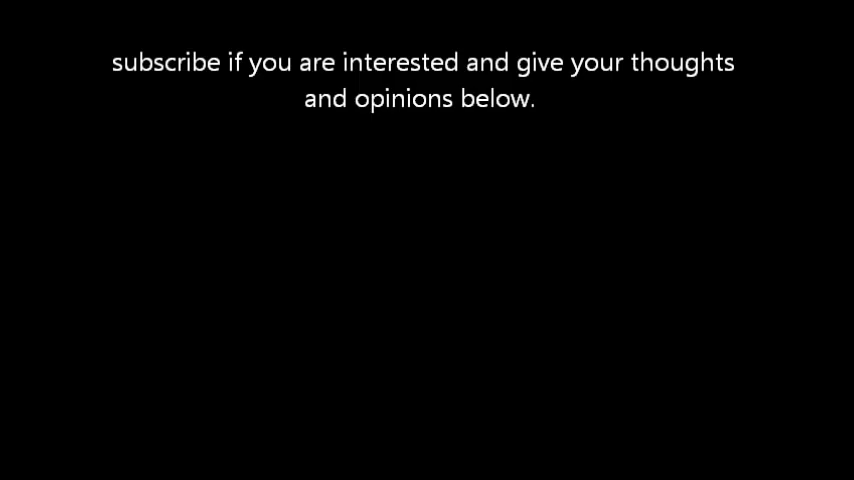 subscribe if you are interested and give your thoughts
and opinions below.